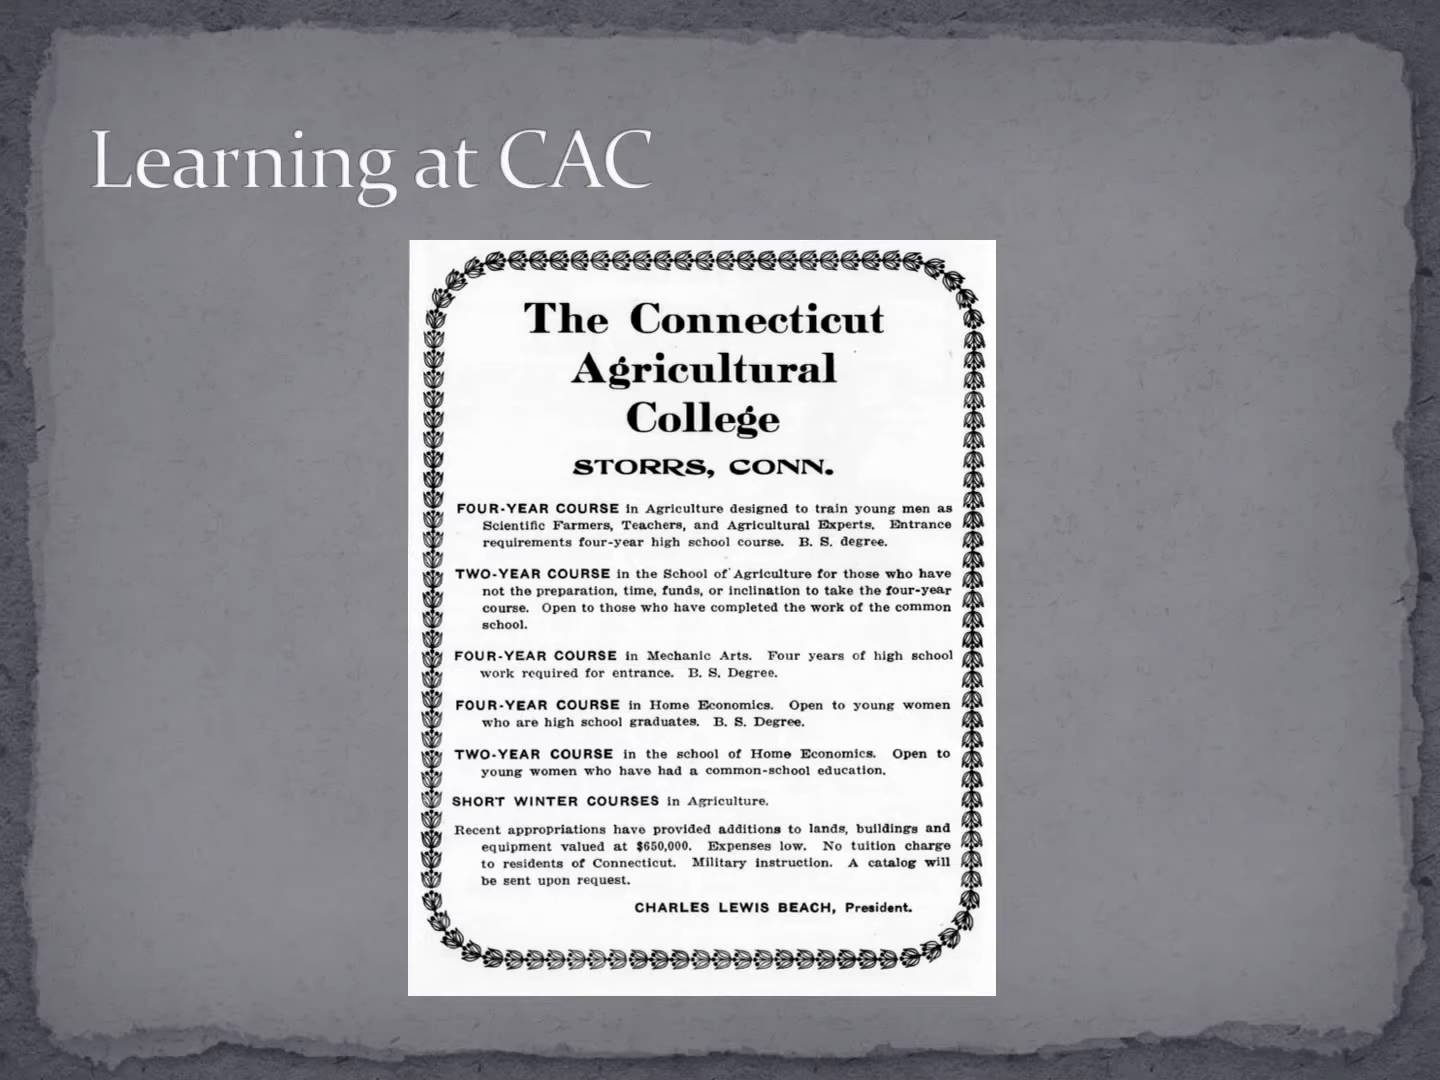 Learning at CAC
The Connecticut
Agricultural
College
STORRS, CONN.
FOUR-YEAR COURSE in Agriculture designed to train young men as
Scientific Farmers, Teachers, and Agricultural Experts. Entrance
requirements four-year high school course. B. S. degree.
TWO-YEAR COURSE in the School of Agriculture for those who have
not the preparation, time, funds, or inclination to take the four-year
course. Open to those who have completed the work of the common
school.
FOUR-YEAR COURSE in Mechanic Arts. Four years of high school
work required for entrance. B. S. Degree.
FOUR-YEAR COURSE in Home Economics. Open to young women
who are high school graduates. B. S. Degree.
TWO-YEAR COURSE in the school of Home Economics. Open to
young women who have had a common-school education.
SHORT WINTER COURSES in Agriculture.
Recent appropriations have provided additions to lands, buildings and
equipment valued at $650,000. Expenses low. No tuition charge
to residents of Connecticut. Military instruction. A catalog will
be sent upon request.
CHARLES LEWIS BEACH, President.